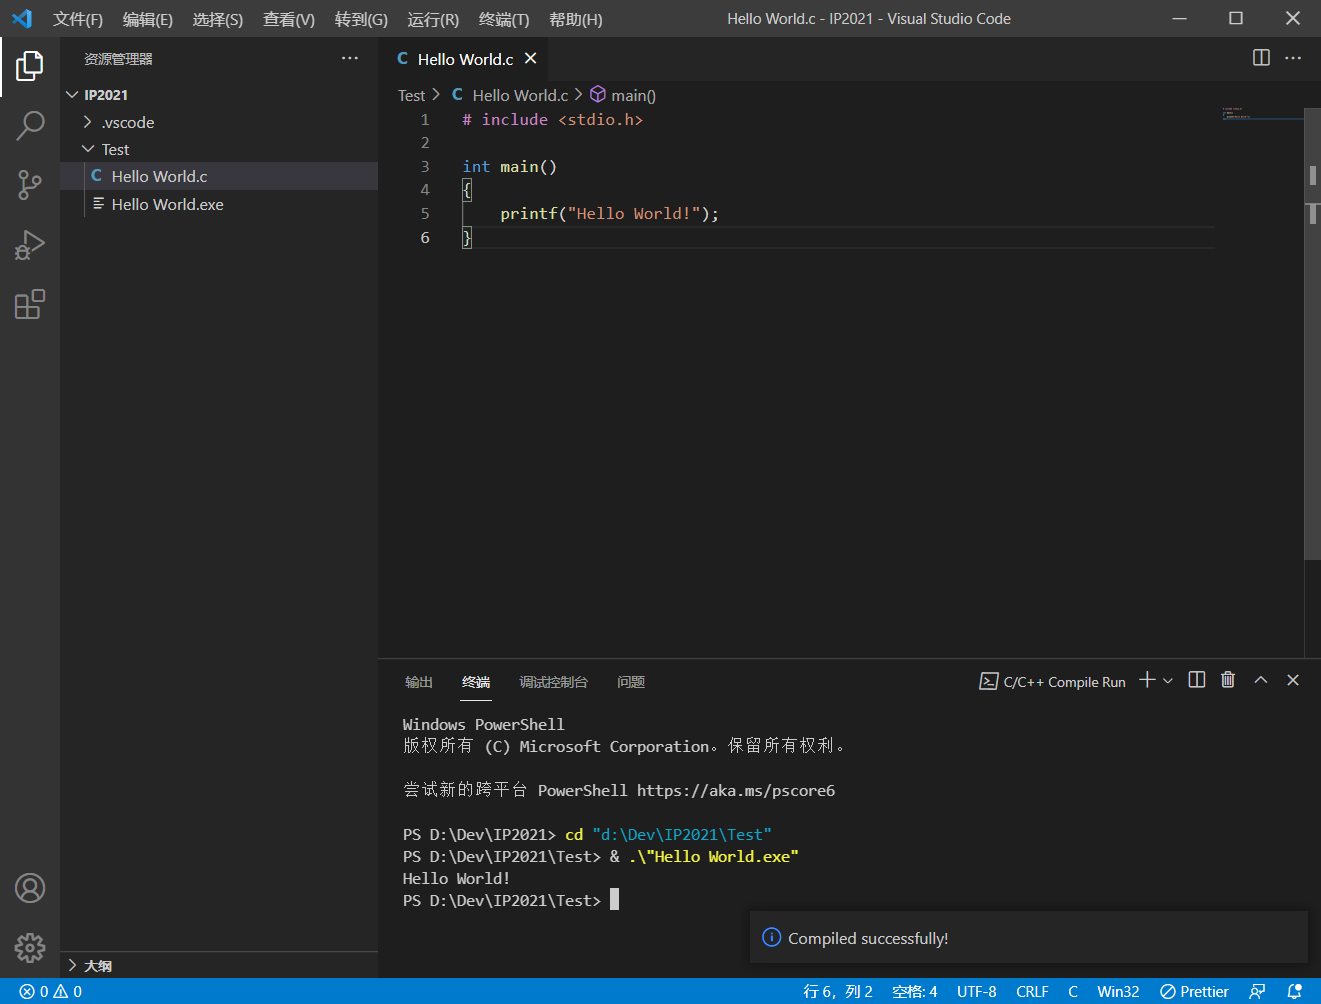 文件(F) 编辑(E) 选择(S) 查看(V) 转到(G) 运行(R) 终端(T) 帮助(H) Hello World.c - IP2021 - Visual Studio Code
资源管理器
IP2021
.vscode
Test
C Hello World.c
Hello World.exe
大纲
C Hello World.c
Test > C Hello World.c > main()
1 # include <stdio.h>
2
3 int main()
4 {
5 printf("Hello World!");
6 }
输出 终端 调试控制台 问题 C/C++ Compile Run
Windows PowerShell
版权所有 (C) Microsoft Corporation。保留所有权利。
尝试新的跨平台 PowerShell https://aka.ms/pscore6
PS D:\Dev\IP2021> cd "d:\Dev\IP2021\Test"
PS D:\Dev\IP2021\Test> & .\"Hello World.exe"
Hello World!
PS D:\Dev\IP2021\Test>
Compiled successfully!
0 0 行 6，列 2 空格: 4 UTF-8 CRLF C Win32 Prettier